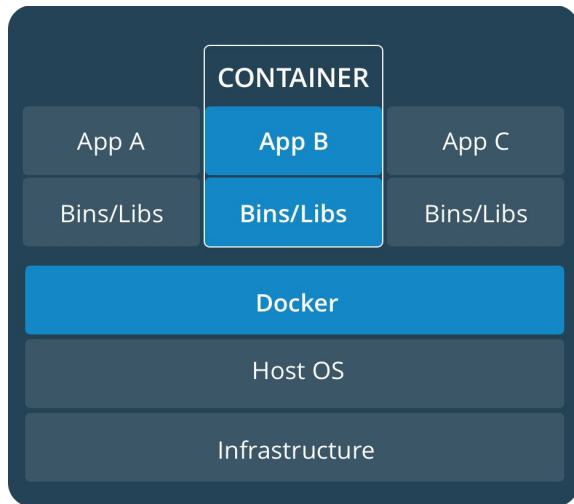 CONTAINER
App A App B App C
Bins/Libs Bins/Libs Bins/Libs
Docker
Host OS
Infrastructure